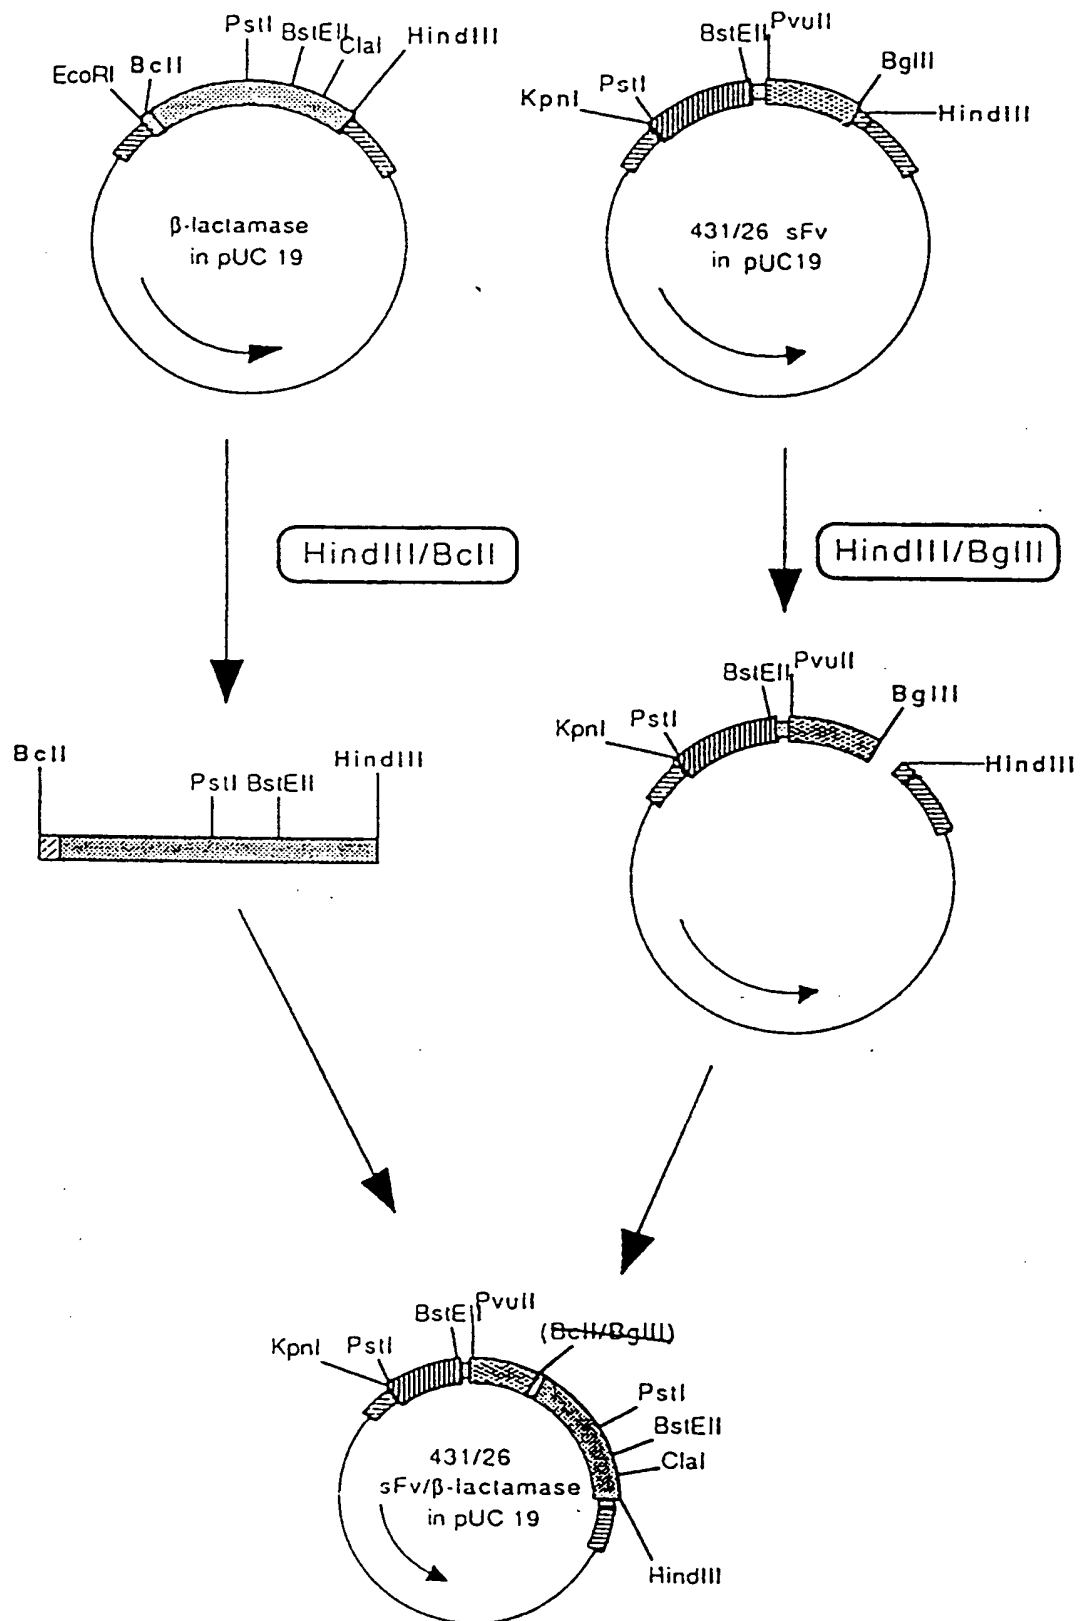 PstI
BstEII
ClaI
HindIII
BclI
EcoRI
β-lactamase
in pUC 19
PvuII
BstEII
BglII
PstI
KpnI
HindIII
431/26 sFv
in pUC19
HindIII/BclI
HindIII/BglII
BclI
HindIII
PstI
BstEII
PvuII
BstEII
BglII
PstI
KpnI
HindIII
PvuII
BstEII
(BclI/BglII)
PstI
KpnI
PstI
BstEII
ClaI
431/26
sFv/β-lactamase
in pUC 19
HindIII